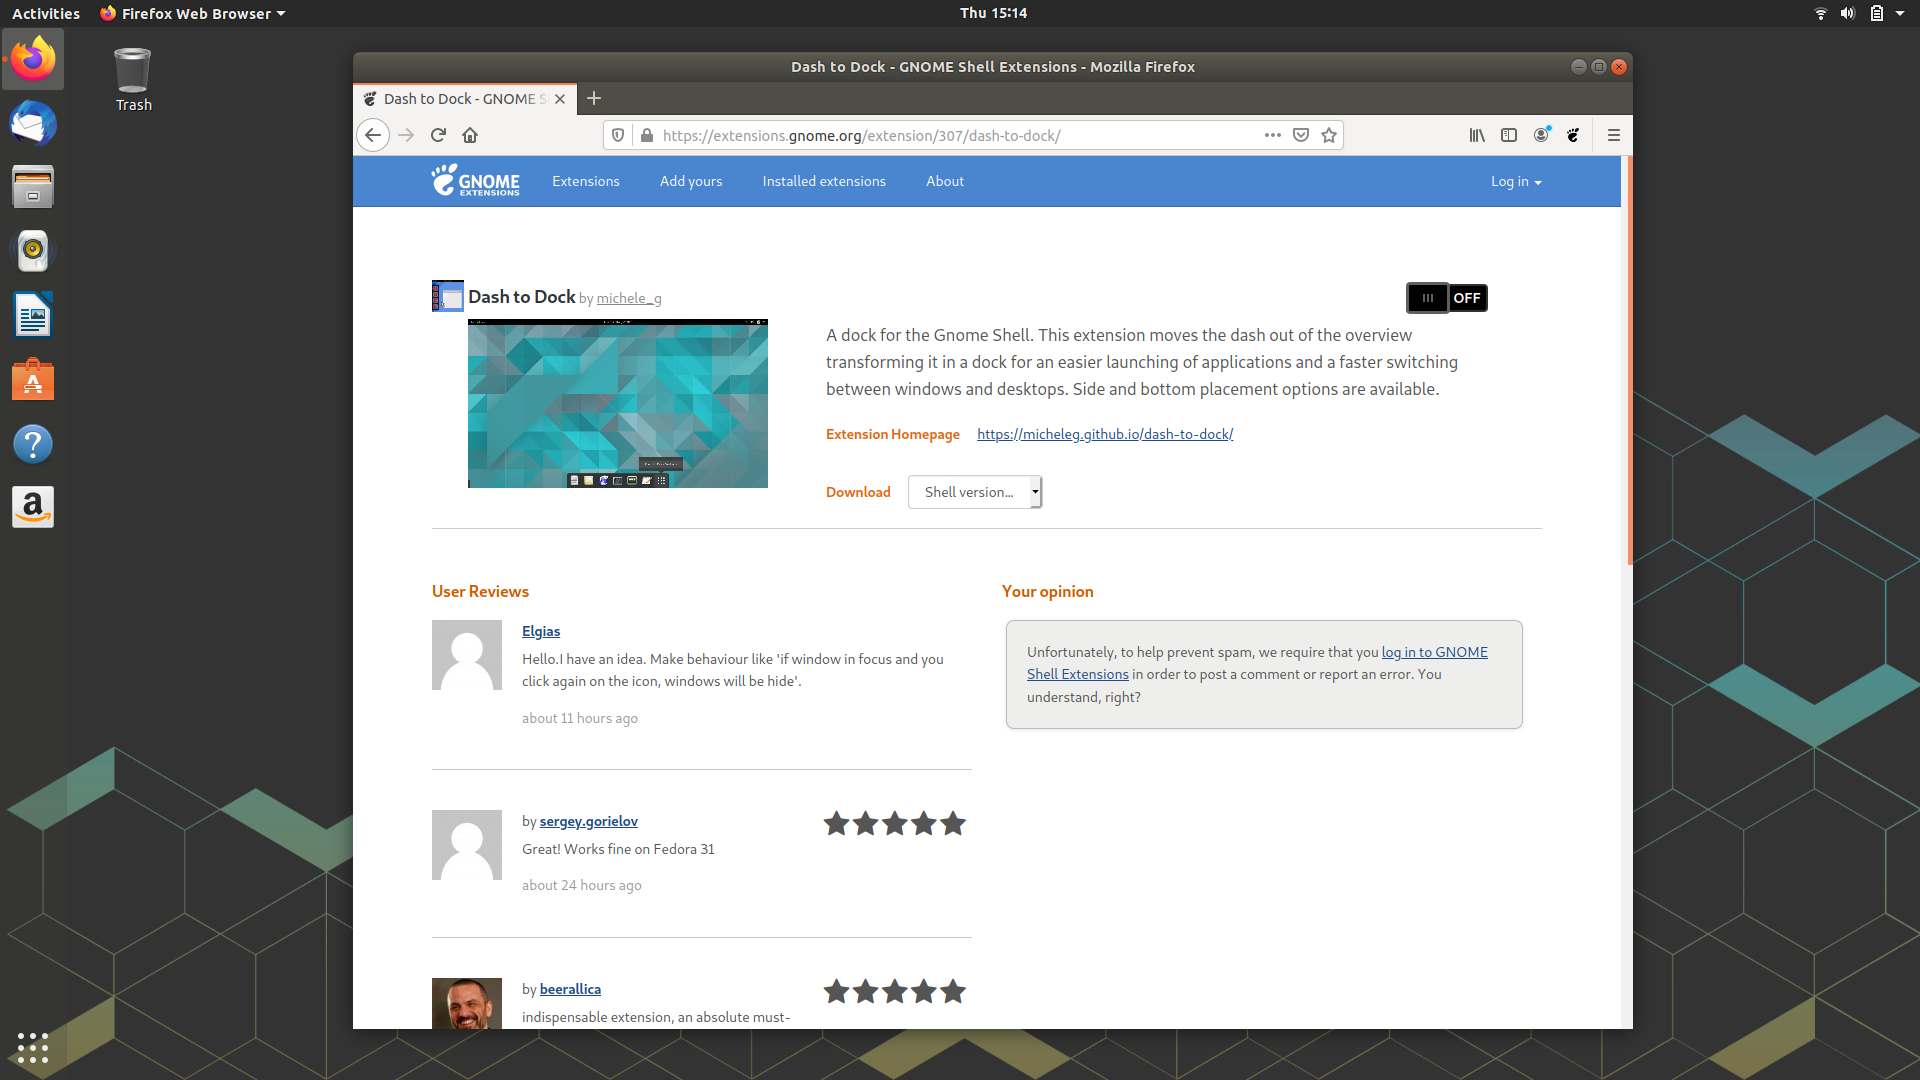 Activities Firefox Web Browser Thu 15:14
Trash
Dash to Dock - GNOME Shell Extensions - Mozilla Firefox
Dash to Dock - GNOME S
https://extensions.gnome.org/extension/307/dash-to-dock/
GNOME EXTENSIONS Extensions Add yours Installed extensions About Log in
Dash to Dock by michele_g
OFF
A dock for the Gnome Shell. This extension moves the dash out of the overview
transforming it in a dock for an easier launching of applications and a faster switching
between windows and desktops. Side and bottom placement options are available.
Extension Homepage https://micheleg.github.io/dash-to-dock/
Download Shell version...
User Reviews
Elgias
Hello.I have an idea. Make behaviour like 'if window in focus and you
click again on the icon, windows will be hide'.
about 11 hours ago
by sergey.gorielov
Great! Works fine on Fedora 31
about 24 hours ago
by beerallica
indispensable extension, an absolute must-
Your opinion
Unfortunately, to help prevent spam, we require that you log in to GNOME
Shell Extensions in order to post a comment or report an error. You
understand, right?